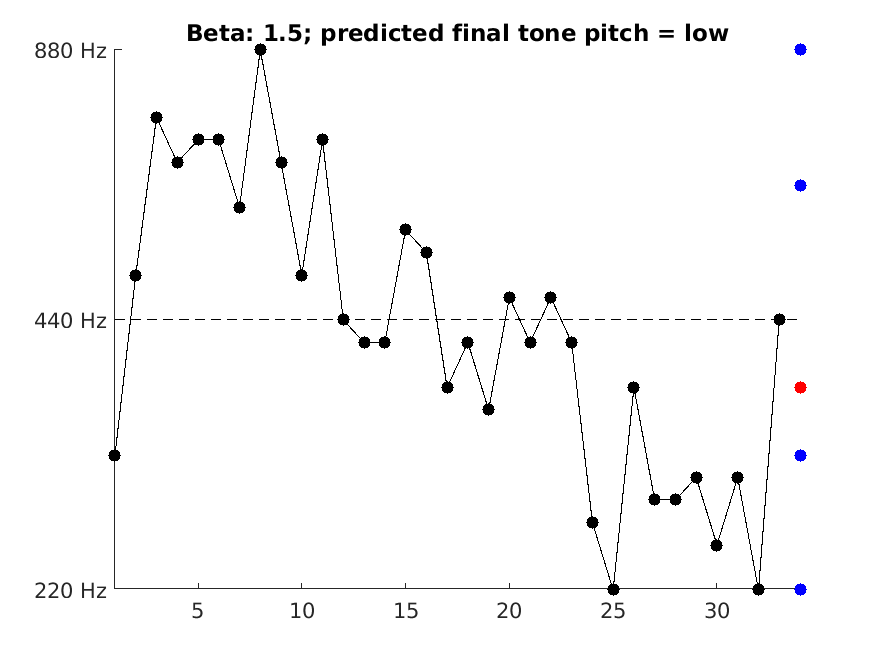 Beta: 1.5; predicted final tone pitch = low
880 Hz
440 Hz
220 Hz
5 10 15 20 25 30